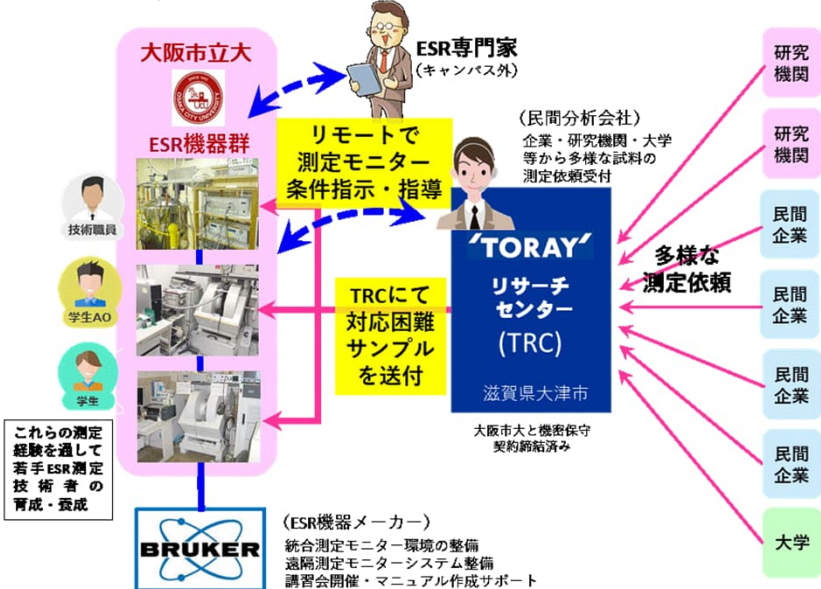 大阪市立大
OSAKA CITY UNIVERSITY
ESR機器群
技術職員
学生AO
学生
これらの測定
経験を通して
若手ESR測定
技術者の
育成・養成
ESR専門家
(キャンパス外)
リモートで
測定モニター
条件指示・指導
(民間分析会社)
企業・研究機関・大学
等から多様な試料の
測定依頼受付
TRCにて
対応困難
サンプル
を送付
'TORAY'
リサーチ
センター
(TRC)
滋賀県大津市
大阪市大と機密保守
契約締結済み
多様な
測定依頼
研究
機関
研究
機関
民間
企業
民間
企業
民間
企業
民間
企業
大学
BRUKER
(ESR機器メーカー)
統合測定モニター環境の整備
遠隔測定モニターシステム整備
講習会開催・マニュアル作成サポート